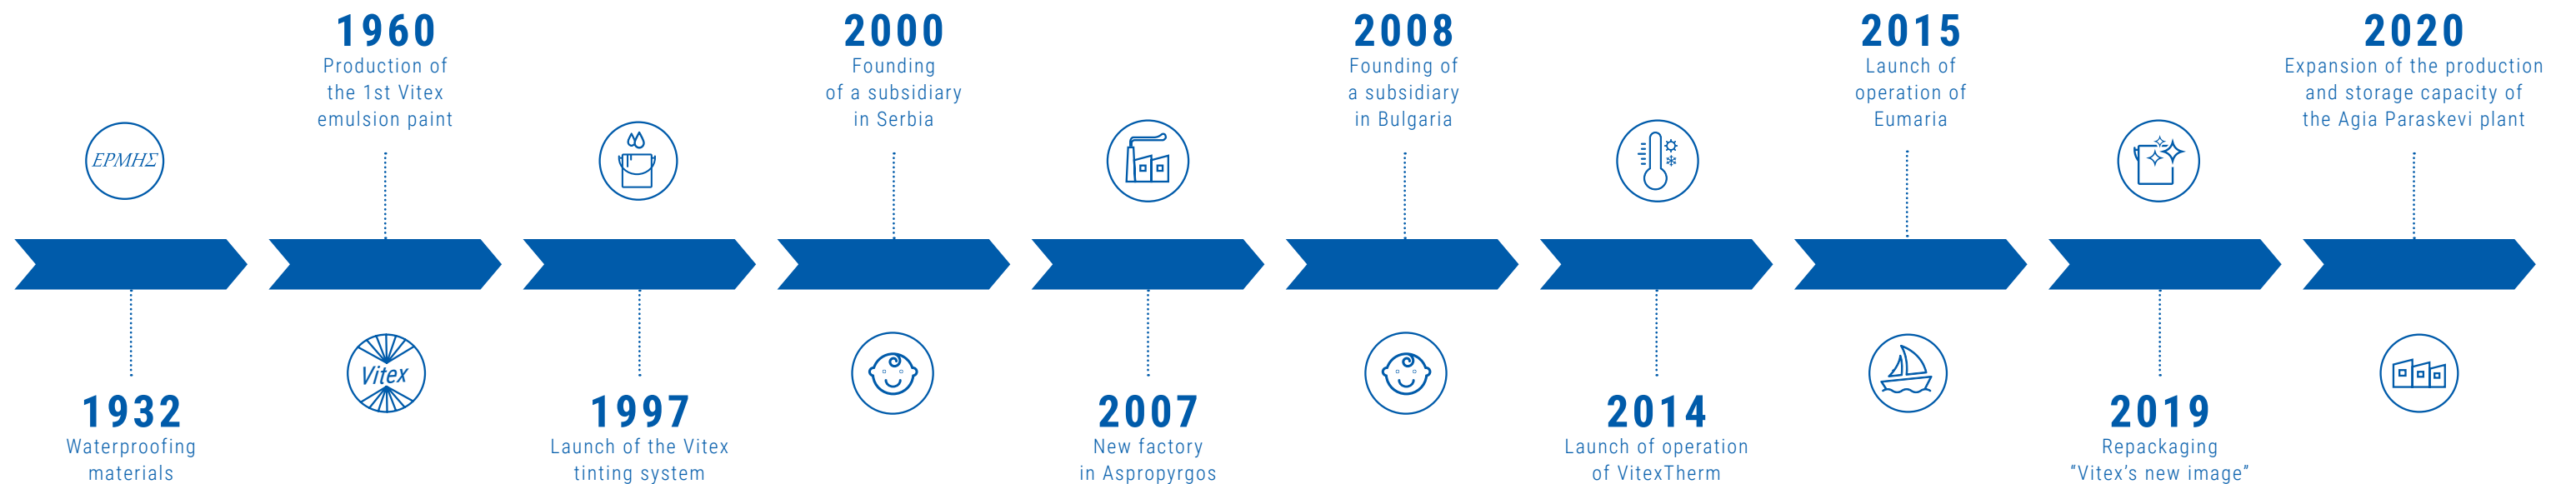 ΕΡΜΗΣ
1932
Waterproofing
materials
1960
Production of
the 1st Vitex
emulsion paint
Vitex
1997
Launch of the Vitex
tinting system
2000
Founding
of a subsidiary
in Serbia
2007
New factory
in Aspropyrgos
2008
Founding of
a subsidiary
in Bulgaria
2014
Launch of operation
of VitexTherm
2015
Launch of
operation of
Eumaria
2019
Repackaging
“Vitex’s new image”
2020
Expansion of the production
and storage capacity of
the Agia Paraskevi plant